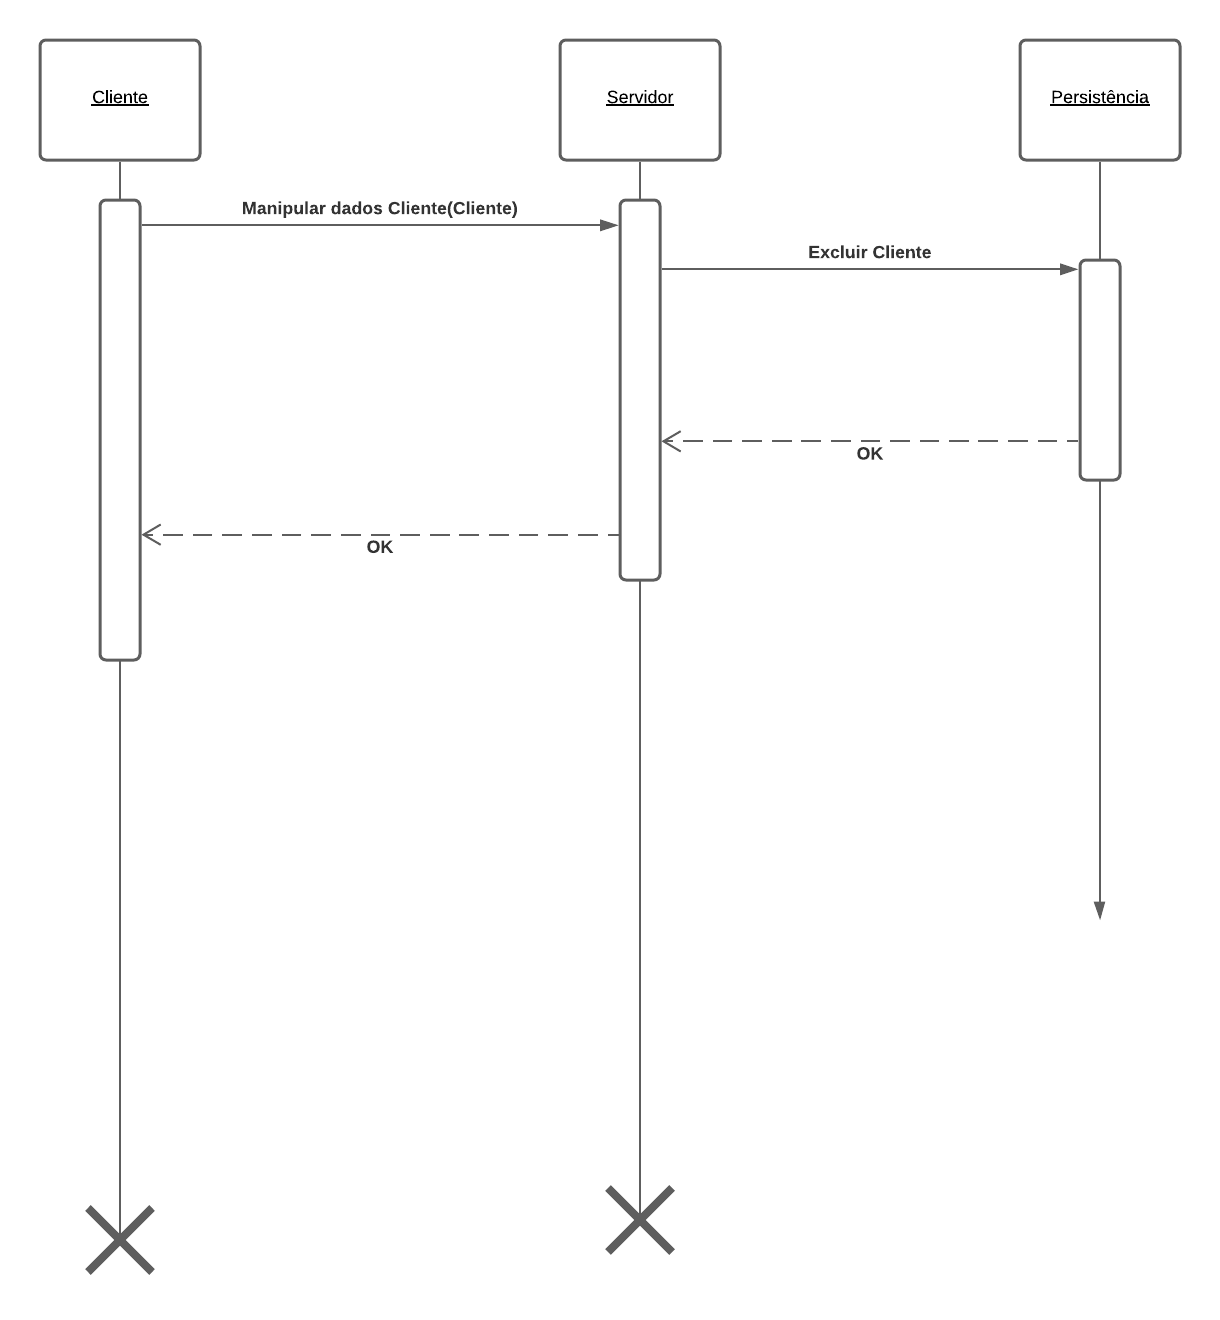 Cliente
Servidor
Persistência
Manipular dados Cliente(Cliente)
Excluir Cliente
OK
OK